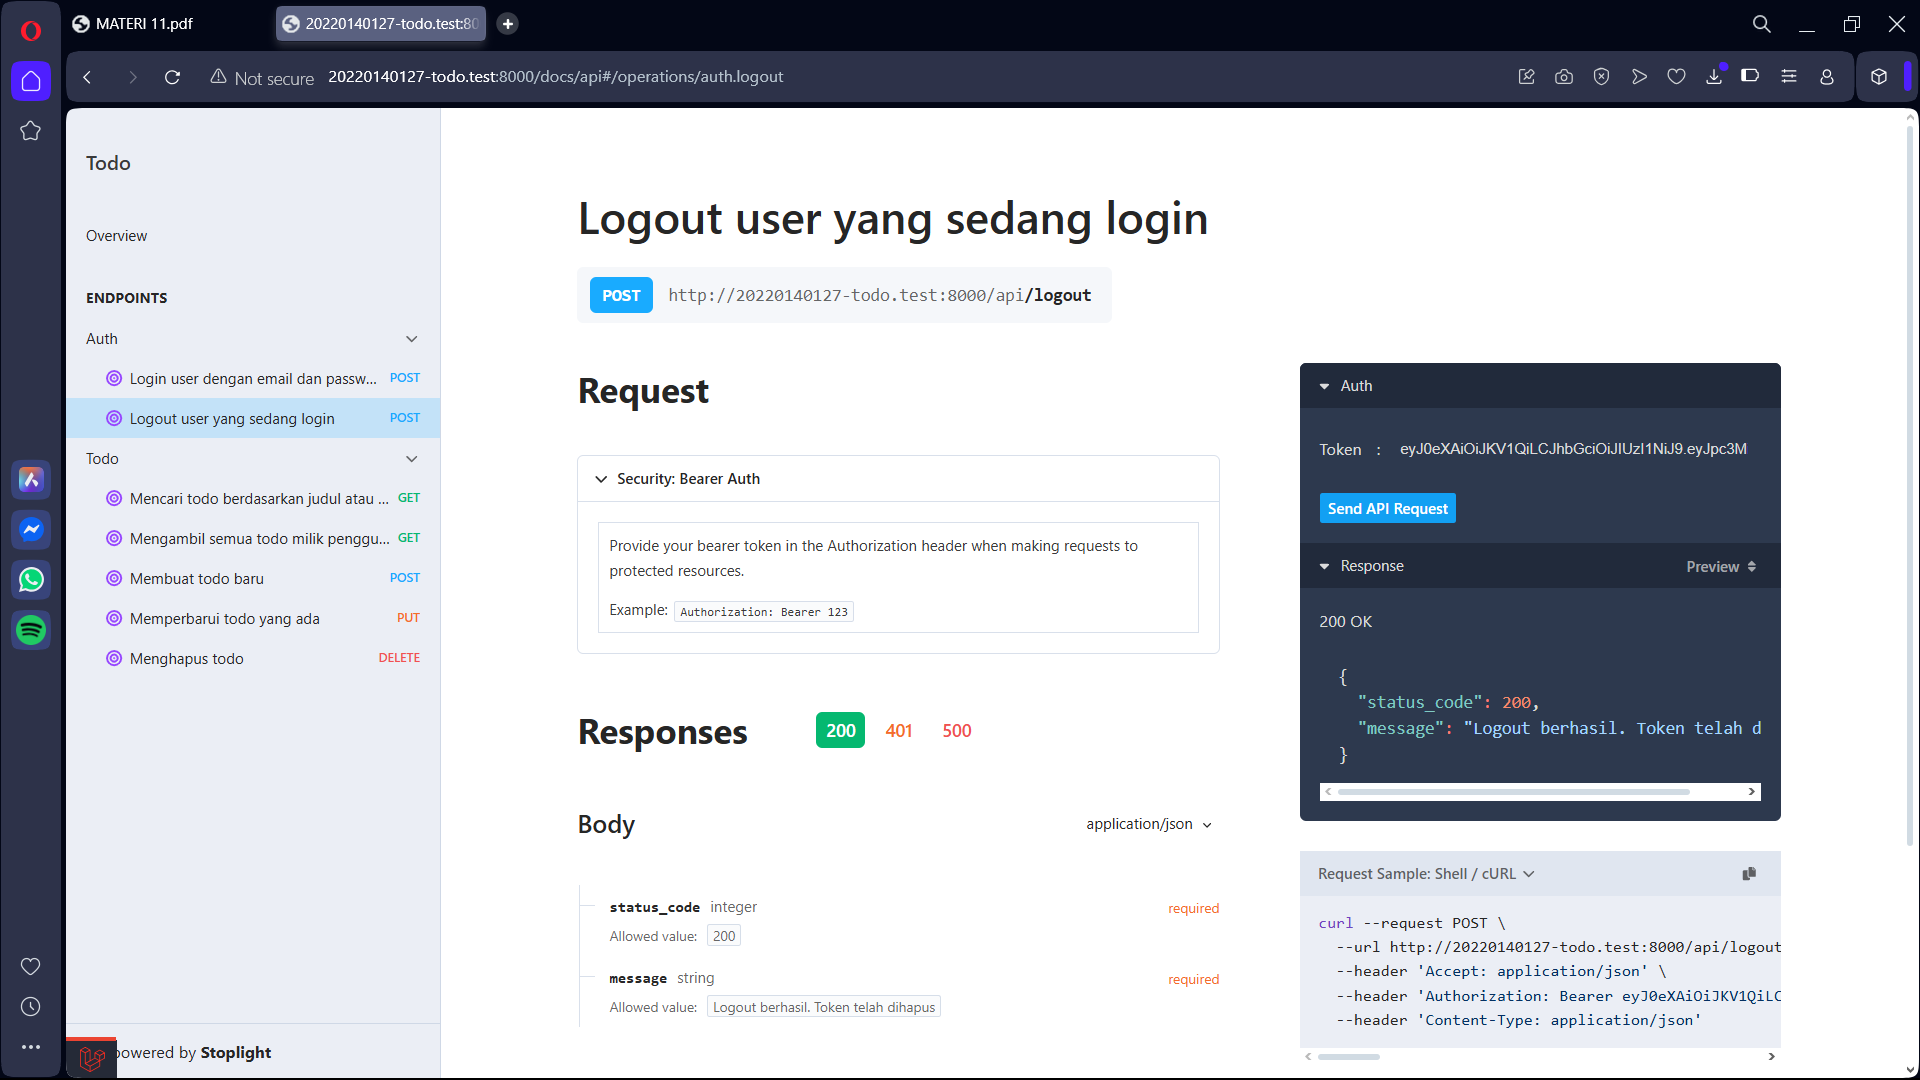 MATERI 11.pdf
20220140127-todo.test:80
Not secure
20220140127-todo.test:8000/docs/api#/operations/auth.logout
Todo
Overview
ENDPOINTS
Auth
Login user dengan email dan passw... POST
Logout user yang sedang login POST
Todo
Mencari todo berdasarkan judul atau ... GET
Mengambil semua todo milik penggu... GET
Membuat todo baru POST
Memperbarui todo yang ada PUT
Menghapus todo DELETE
powered by Stoplight
Logout user yang sedang login
POST http://20220140127-todo.test:8000/api/logout
Request
Security: Bearer Auth
Provide your bearer token in the Authorization header when making requests to
protected resources.
Example: Authorization: Bearer 123
Responses 200 401 500
Body application/json
status_code integer required
Allowed value: 200
message string required
Allowed value: Logout berhasil. Token telah dihapus
Auth
Token : eyJ0eXAiOiJKV1QiLCJhbGciOiJIUzI1NiJ9.eyJpc3M
Send API Request
Response Preview
200 OK
{
"status_code": 200,
"message": "Logout berhasil. Token telah d
}
Request Sample: Shell / cURL
curl --request POST \
--url http://20220140127-todo.test:8000/api/logout
--header 'Accept: application/json' \
--header 'Authorization: Bearer eyJ0eXAiOiJKV1QiLC
--header 'Content-Type: application/json'